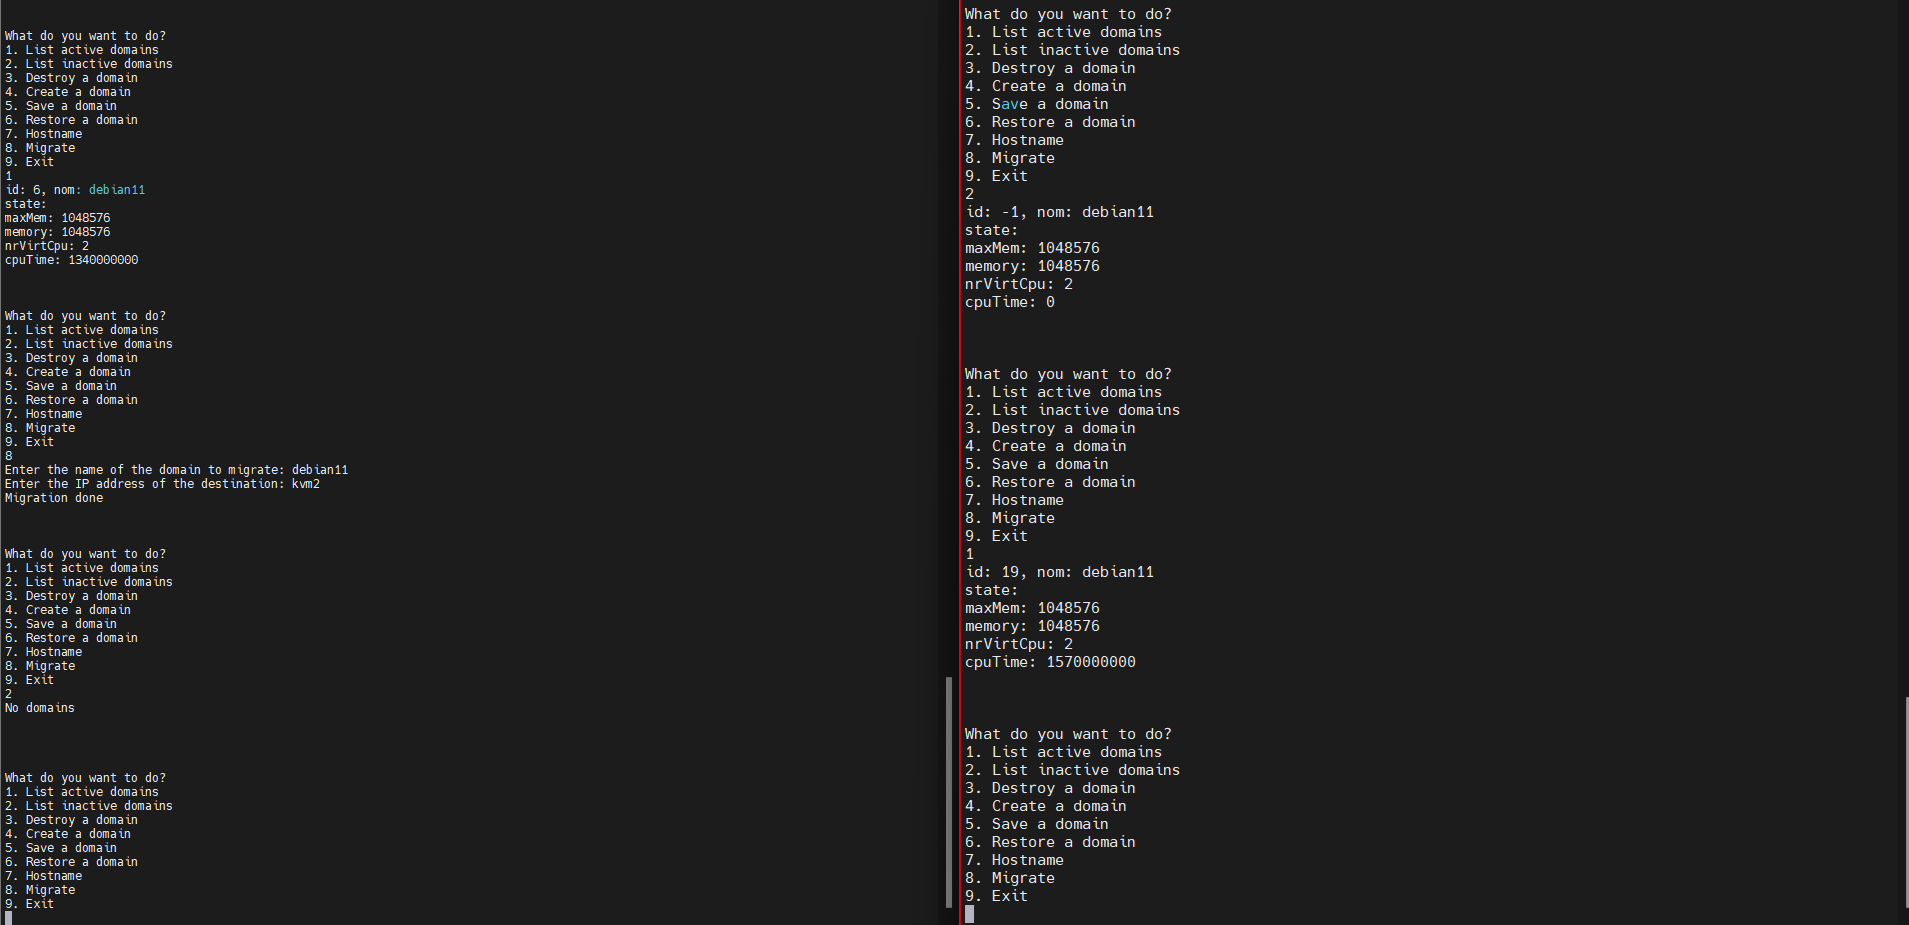 What do you want to do?
1. List active domains
2. List inactive domains
3. Destroy a domain
4. Create a domain
5. Save a domain
6. Restore a domain
7. Hostname
8. Migrate
9. Exit
1
id: 6, nom: debian11
state:
maxMem: 1048576
memory: 1048576
nrVirtCpu: 2
cpuTime: 1340000000
What do you want to do?
1. List active domains
2. List inactive domains
3. Destroy a domain
4. Create a domain
5. Save a domain
6. Restore a domain
7. Hostname
8. Migrate
9. Exit
8
Enter the name of the domain to migrate: debian11
Enter the IP address of the destination: kvm2
Migration done
What do you want to do?
1. List active domains
2. List inactive domains
3. Destroy a domain
4. Create a domain
5. Save a domain
6. Restore a domain
7. Hostname
8. Migrate
9. Exit
2
No domains
What do you want to do?
1. List active domains
2. List inactive domains
3. Destroy a domain
4. Create a domain
5. Save a domain
6. Restore a domain
7. Hostname
8. Migrate
9. Exit
What do you want to do?
1. List active domains
2. List inactive domains
3. Destroy a domain
4. Create a domain
5. Save a domain
6. Restore a domain
7. Hostname
8. Migrate
9. Exit
2
id: -1, nom: debian11
state:
maxMem: 1048576
memory: 1048576
nrVirtCpu: 2
cpuTime: 0
What do you want to do?
1. List active domains
2. List inactive domains
3. Destroy a domain
4. Create a domain
5. Save a domain
6. Restore a domain
7. Hostname
8. Migrate
9. Exit
1
id: 19, nom: debian11
state:
maxMem: 1048576
memory: 1048576
nrVirtCpu: 2
cpuTime: 1570000000
What do you want to do?
1. List active domains
2. List inactive domains
3. Destroy a domain
4. Create a domain
5. Save a domain
6. Restore a domain
7. Hostname
8. Migrate
9. Exit